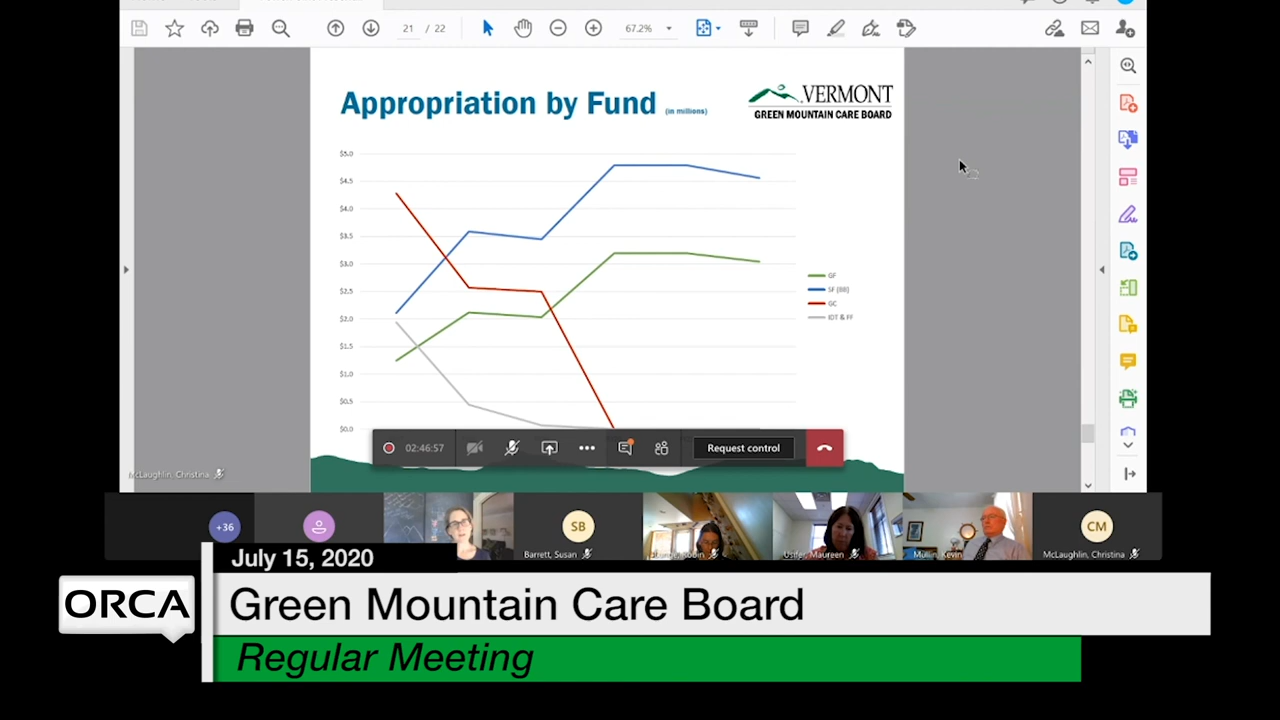 21 / 22
67.2%
Appropriation by Fund (in millions)
VERMONT
GREEN MOUNTAIN CARE BOARD
$5.0
$4.5
$4.0
$3.5
$3.0
$2.5
$2.0
$1.5
$1.0
$0.5
$0.0
GF
SF (BB)
GC
IDT & FF
02:46:57
Request control
McLaughlin, Christina
+36
SB
CM
Barrett, Susan
Usifer, Maureen
Mullin, Kevin
McLaughlin, Christina
July 15, 2020
ORCA
Green Mountain Care Board
Regular Meeting